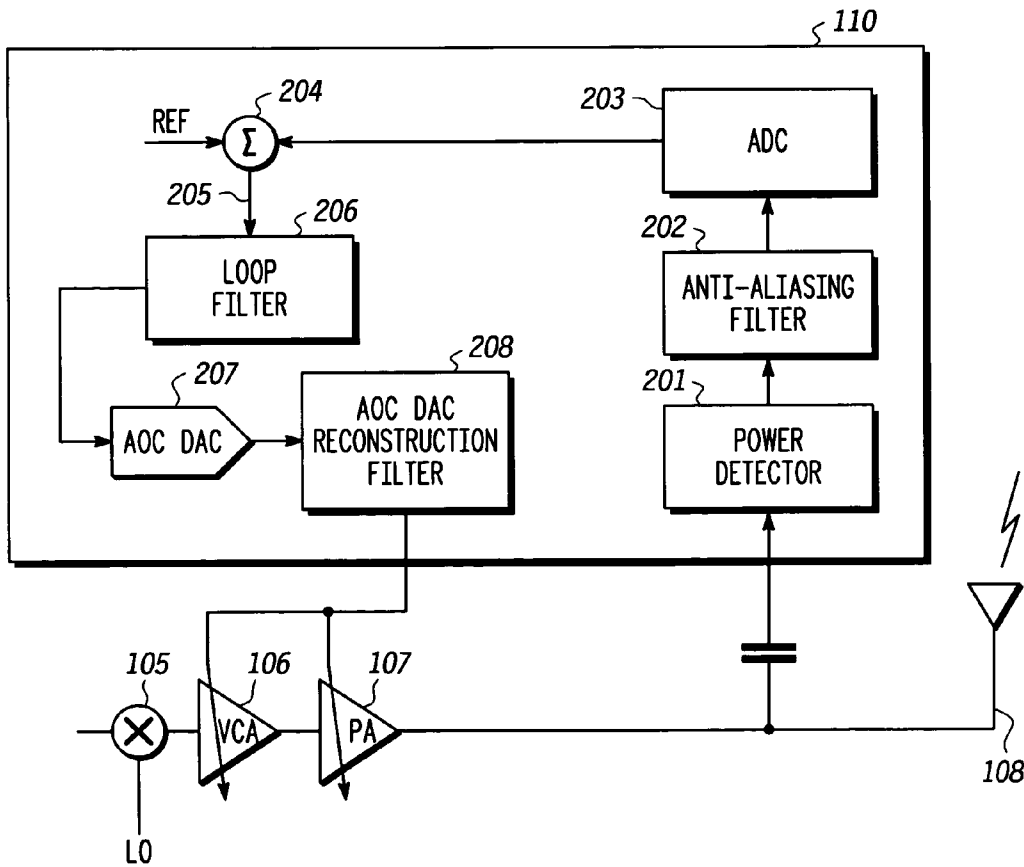 110
204
203
REF
Σ
ADC
205
206
202
LOOP
FILTER
ANTI-ALIASING
FILTER
207
208
201
AOC DAC
AOC DAC
RECONSTRUCTION
FILTER
POWER
DETECTOR
105
106
107
VCA
PA
108
LO